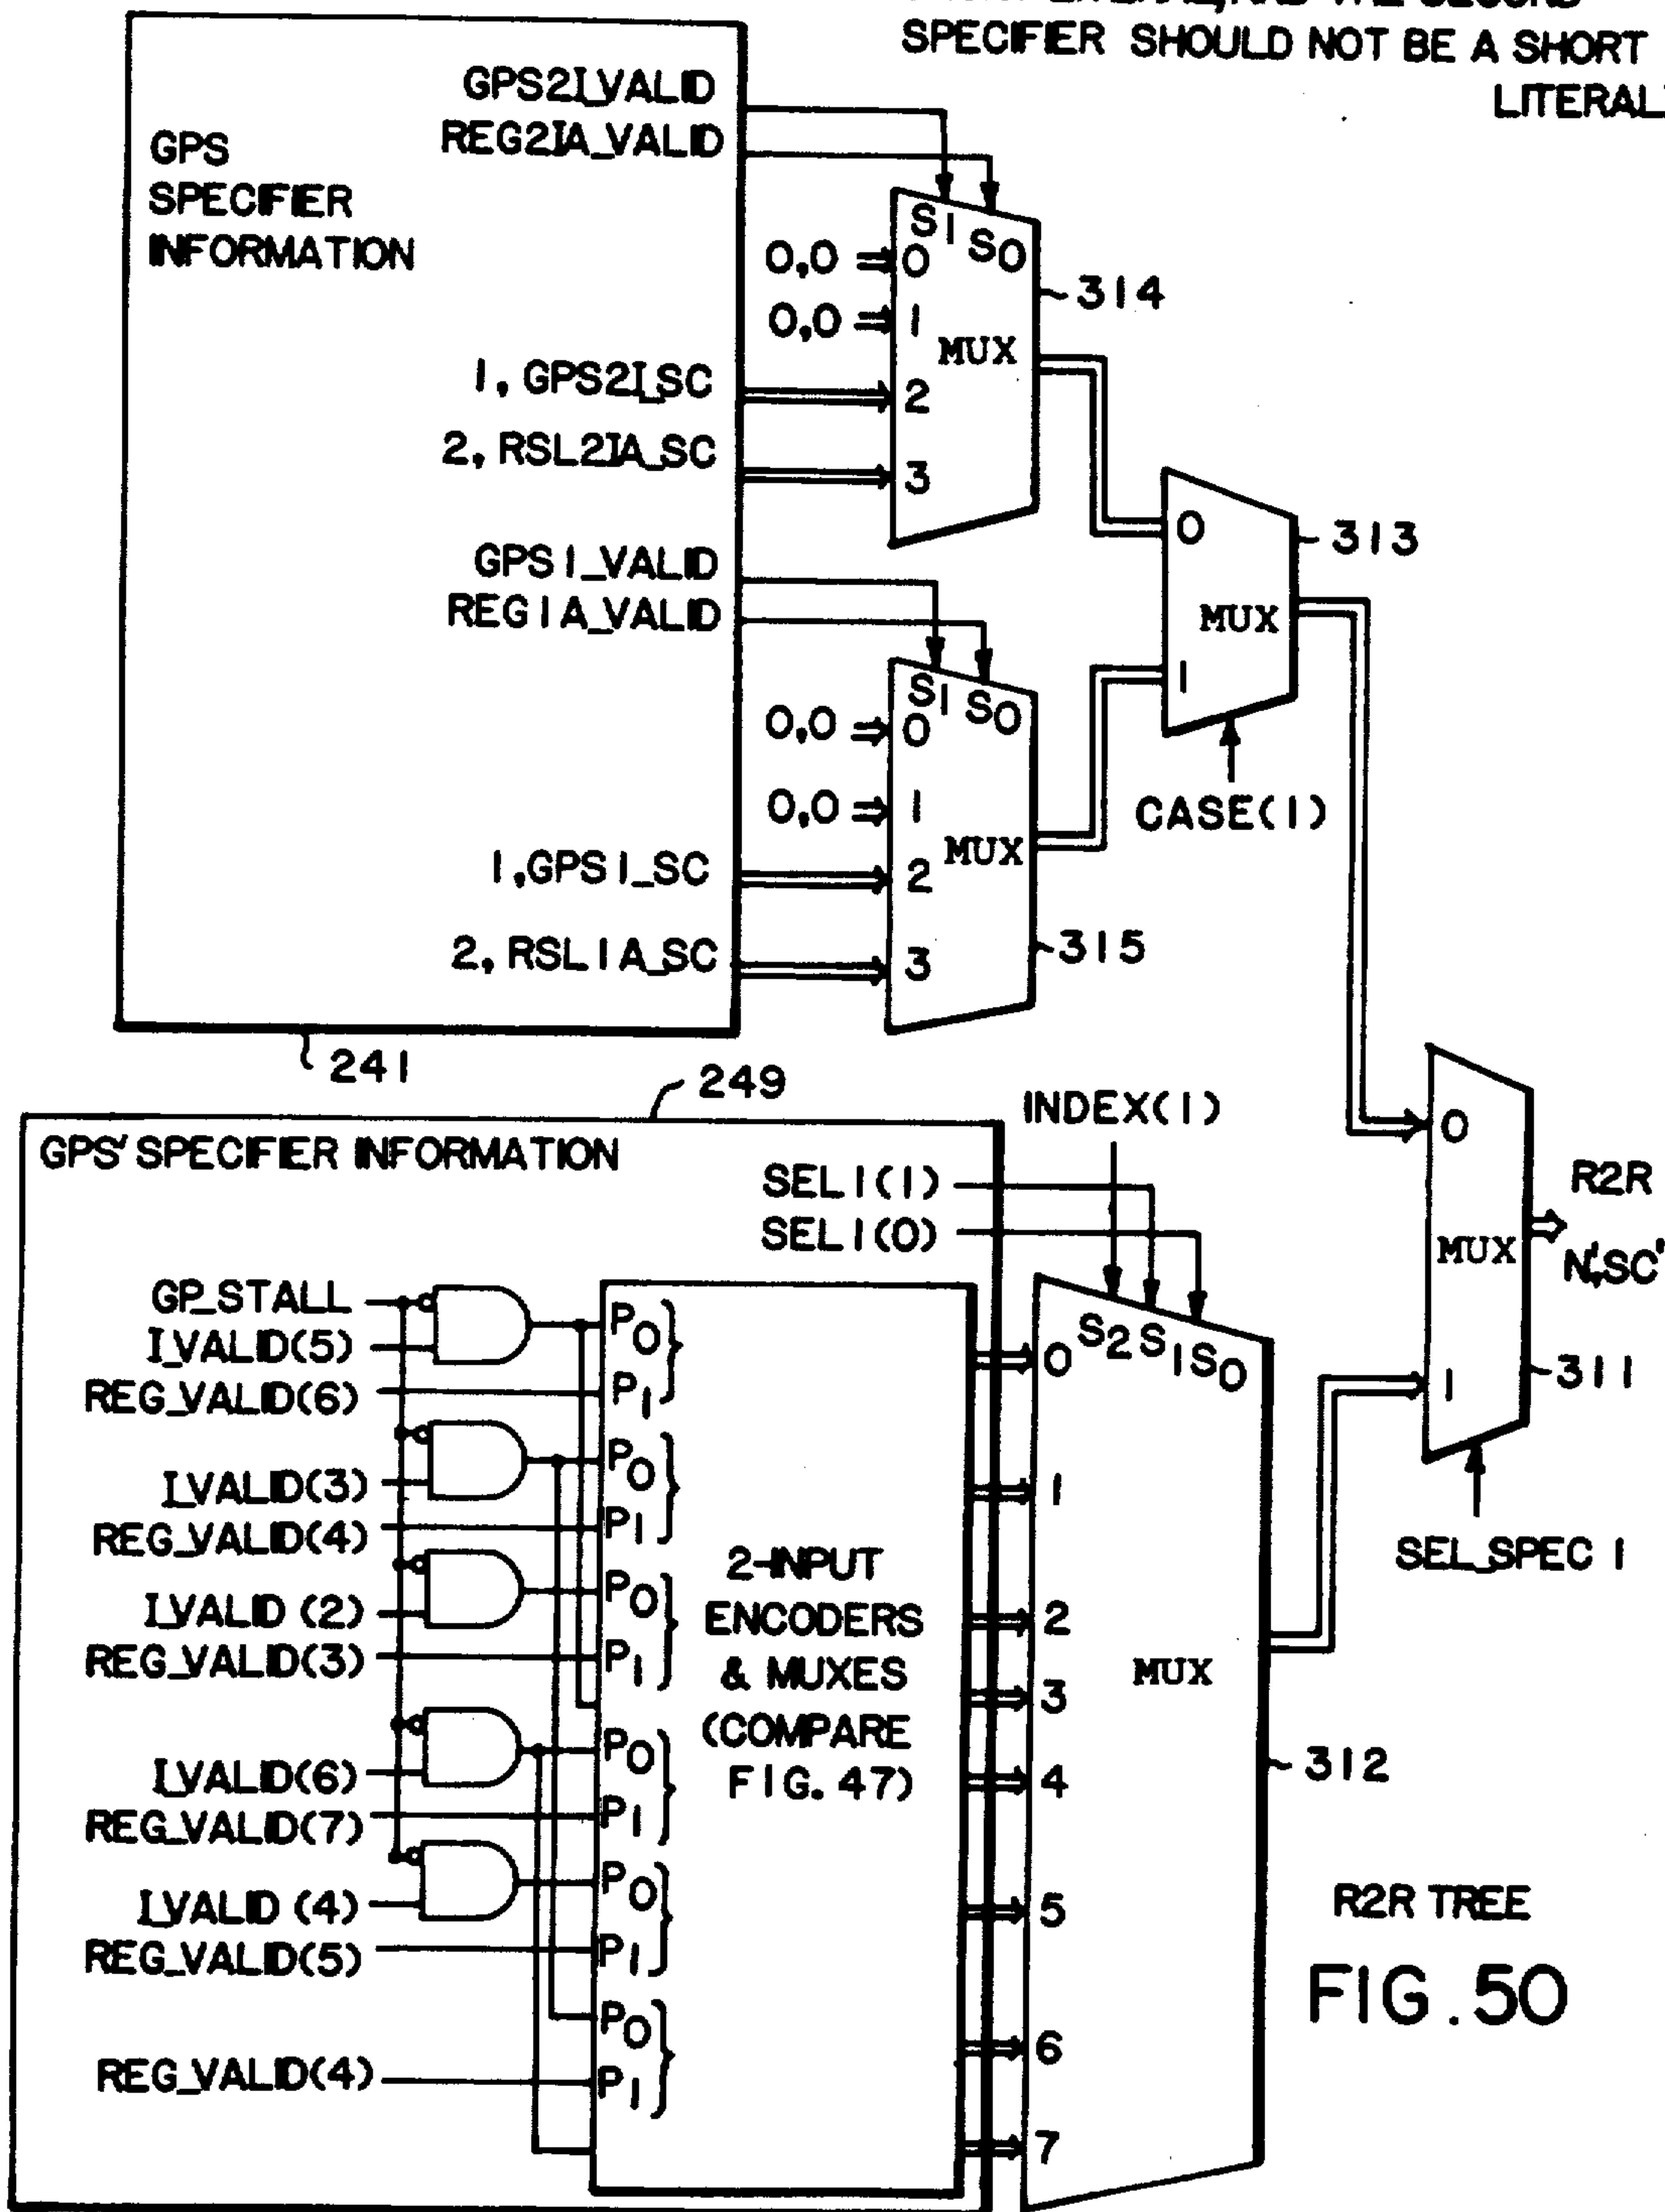 SPECIFIER SHOULD NOT BE A SHORT
LITERAL
GPS2I_VALID
REG2IA_VALID
GPS
SPECIFIER
INFORMATION
S1 S0
0,0
0
314
0,0
1
MUX
1, GPS2I_SC
2
2, RSL2IA_SC
3
0
313
GPS1_VALID
REG1A_VALID
MUX
1
S1 S0
0,0
0
0,0
1
CASE(1)
MUX
1,GPS1_SC
2
2, RSL1A_SC
3
315
241
249
INDEX(1)
GPS' SPECIFIER INFORMATION
0
SEL1(1)
SEL1(0)
R2R
MUX
N',SC'
GP_STALL
P0
I_VALID(5)
REG_VALID(6)
P1
0
S2 S1 S0
1
311
P0
I_VALID(3)
REG_VALID(4)
P1
1
SEL_SPEC 1
2-INPUT
ENCODERS
& MUXES
(COMPARE
FIG. 47)
P0
I_VALID (2)
REG_VALID(3)
P1
2
MUX
3
P0
I_VALID(6)
REG_VALID(7)
P1
4
312
P0
I_VALID (4)
REG_VALID(5)
P1
5
R2R TREE
FIG. 50
P0
REG_VALID(4)
P1
6
7